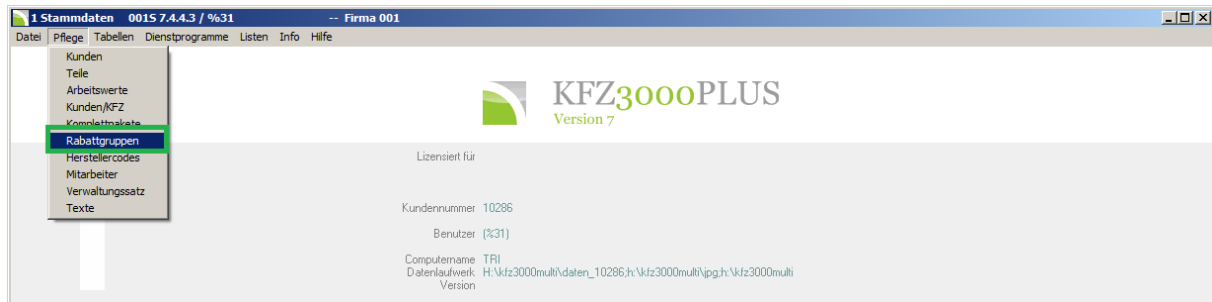 1 Stammdaten 001S 7.4.4.3 / %31 -- Firma 001
Datei Pflege Tabellen Dienstprogramme Listen Info Hilfe
Kunden
Teile
Arbeitswerte
Kunden/KFZ
Komplettpakete
Rabattgruppen
Herstellercodes
Mitarbeiter
Verwaltungssatz
Texte
KFZ3000PLUS
Version 7
Lizensiert für
Kundennummer 10286
Benutzer (%31)
Computername TRI
Datenlaufwerk H:\kfz3000multi\daten_10286;h:\kfz3000multi\jpg;h:\kfz3000multi
Version